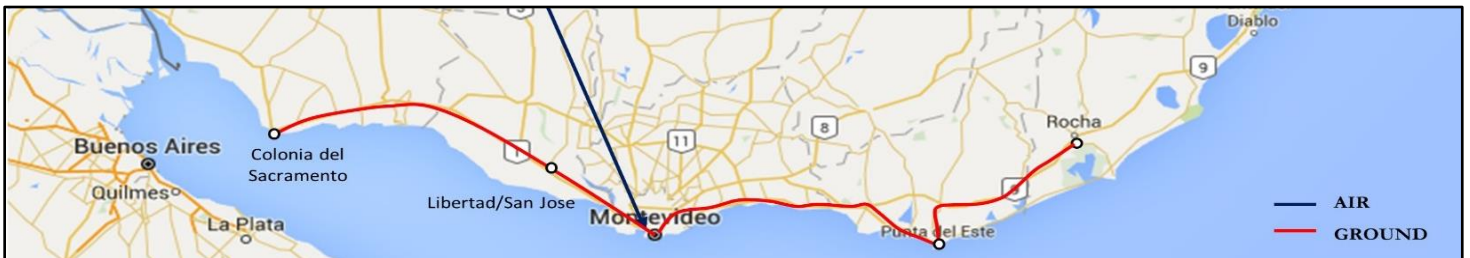 Diablo
9
Rocha
8
11
Buenos Aires
Colonia del
Sacramento
1
Quilmes
Libertad/San Jose
9
La Plata
Montevideo
Punta del Este
AIR
GROUND